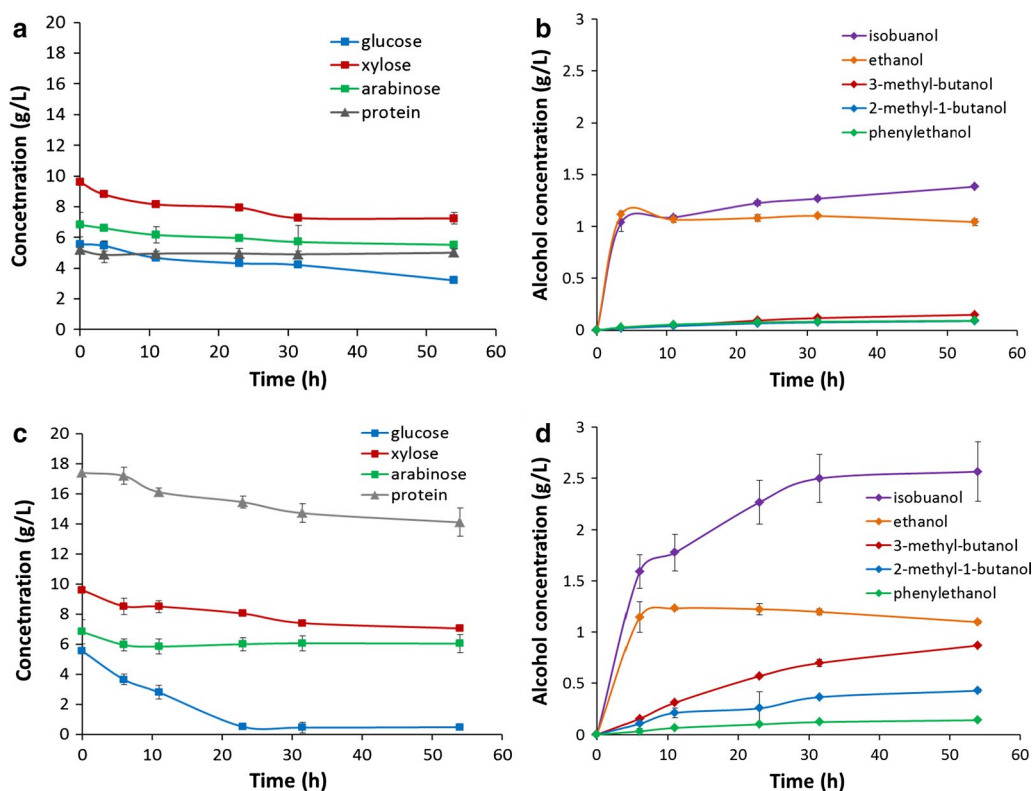 a
20
18
16
14
12
10
8
6
4
2
0
Concetnration (g/L)
glucose
xylose
arabinose
protein
0 10 20 30 40 50 60
Time (h)
b
3
2.5
2
1.5
1
0.5
0
Alcohol concentration (g/L)
isobuanol
ethanol
3-methyl-butanol
2-methyl-1-butanol
phenylethanol
0 10 20 30 40 50 60
Time (h)
c
20
18
16
14
12
10
8
6
4
2
0
Concetnration (g/L)
glucose
xylose
arabinose
protein
0 10 20 30 40 50 60
Time (h)
d
3
2.5
2
1.5
1
0.5
0
Alcohol concentration (g/L)
isobuanol
ethanol
3-methyl-butanol
2-methyl-1-butanol
phenylethanol
0 10 20 30 40 50 60
Time (h)